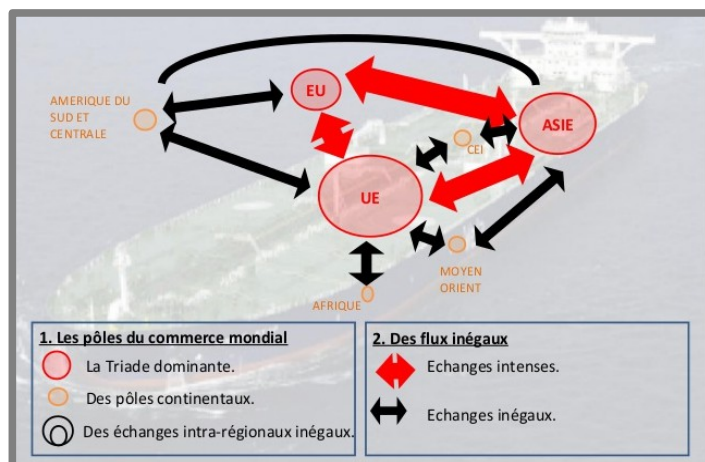 AMERIQUE DU
SUD ET
CENTRALE
EU
ASIE
CEI
UE
MOYEN
ORIENT
AFRIQUE
1. Les pôles du commerce mondial
La Triade dominante.
Des pôles continentaux.
Des échanges intra-régionaux inégaux.
2. Des flux inégaux
Echanges intenses.
Echanges inégaux.